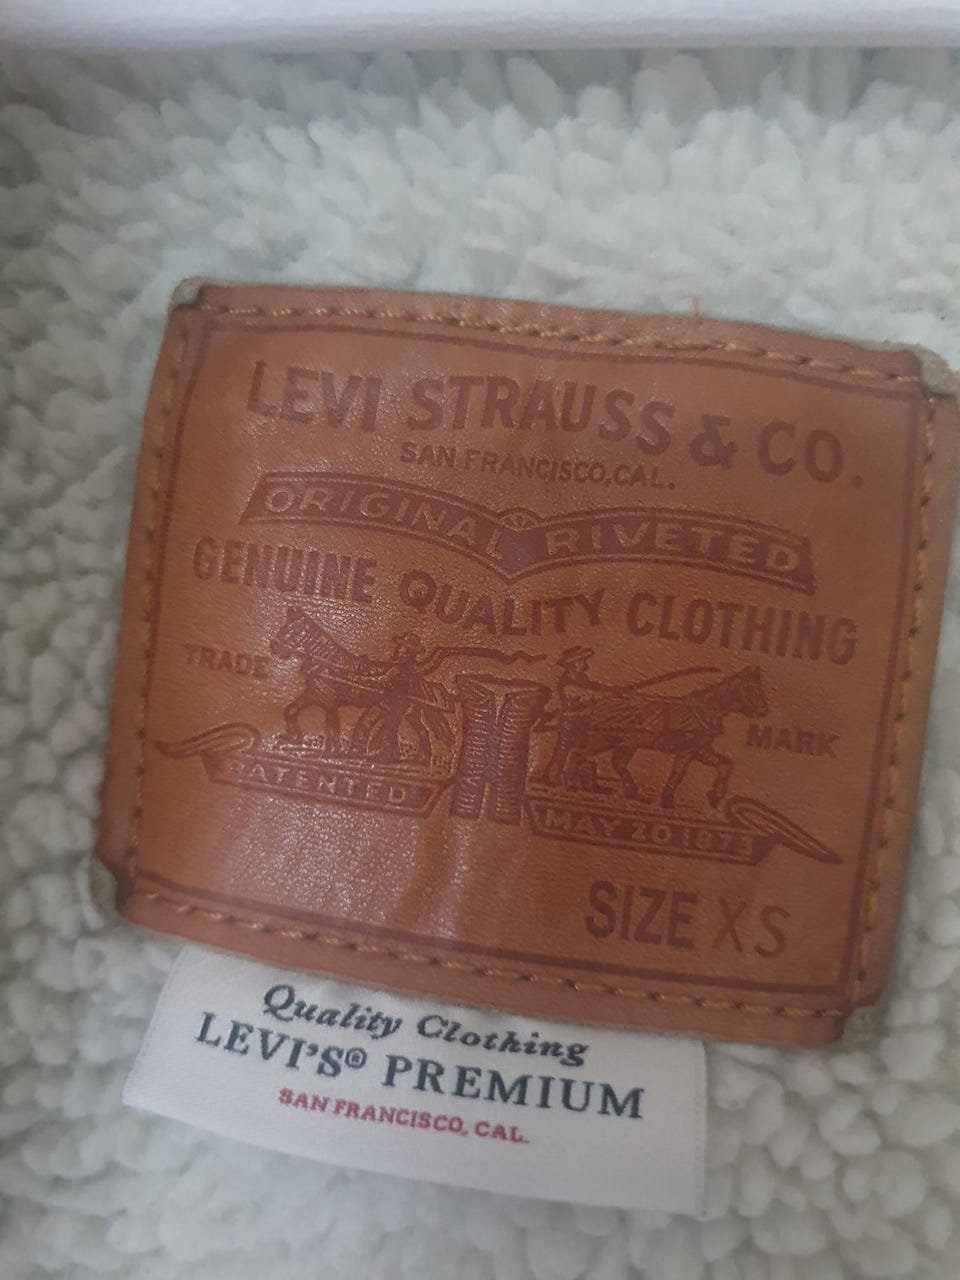 LEVI STRAUSS & CO.
SAN FRANCISCO, CAL.
ORIGINAL RIVETED
GENUINE QUALITY CLOTHING
TRADE MARK
PATENTED MAY 20 1873
SIZE XS
Quality Clothing
LEVI'S® PREMIUM
SAN FRANCISCO, CAL.